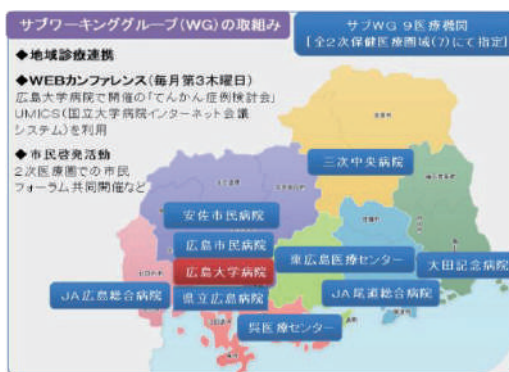 サブワーキンググループ(WG)の取組み
サブWG 9医療機関
[全2次保健医療圏域(7)にて指定]
◆地域診療連携
◆WEBカンファレンス(毎月第3木曜日)
広島大学病院で開催の「てんかん症例検討会」
UMICS(国立大学病院インターネット会議
システム)を利用
◆市民啓発活動
2次医療圏での市民
フォーラム共同開催など
三次中央病院
安佐市民病院
広島市民病院
広島大学病院
東広島医療センター
大田記念病院
JA広島総合病院
県立広島病院
JA尾道総合病院
呉医療センター